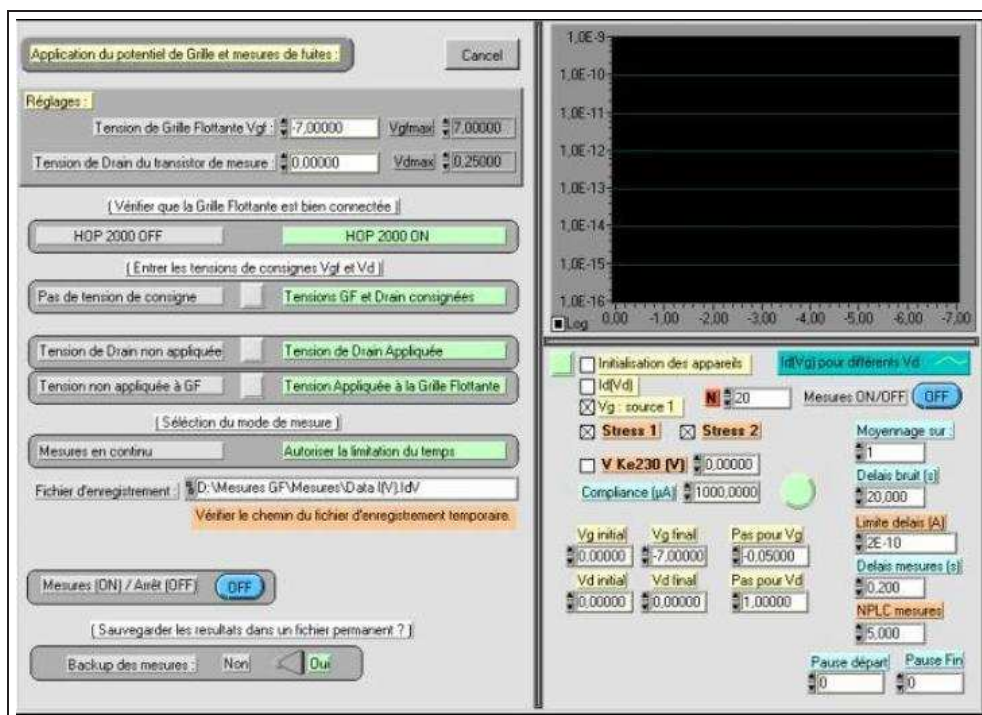 Application du potentiel de Grille et mesures de fuites :
Cancel
Réglages :
Tension de Grille Flottante Vgf : -7,00000 Vgfmax 7,00000
Tension de Drain du transistor de mesure : 0,00000 Vdmax 0,25000
[ Vérifier que la Grille Flottante est bien connectée ]
HOP 2000 OFF HOP 2000 ON
[ Entrer les tensions de consignes Vgf et Vd ]
Pas de tension de consigne Tensions GF et Drain consignées
Tension de Drain non appliquée Tension de Drain Appliquée
Tension non appliquée à GF Tension Appliquée à la Grille Flottante
[ Séléction du mode de mesure ]
Mesures en continu Autoriser la limitation du temps
Fichier d'enregistrement : D:\Mesures GF\Mesures\Data I(V).IdV
Vérifier le chemin du fichier d'enregistrement temporaire.
Mesures (ON) / Arrêt (OFF) OFF
[ Sauvegarder les resultats dans un fichier permanent ? ]
Backup des mesures : Non Oui
1,0E-9
1,0E-10
1,0E-11
1,0E-12
1,0E-13
1,0E-14
1,0E-15
1,0E-16
Log 0,00 -1,00 -2,00 -3,00 -4,00 -5,00 -6,00 -7,00
Initialisation des appareils Id(Vg) pour différents Vd
Id(Vd)
Vg : source 1 N 20 Mesures ON/OFF OFF
Stress 1 Stress 2
V Ke230 (V) 0,00000
Compliance (µA) 1000,0000
Vg initial Vg final Pas pour Vg
0,00000 -7,00000 -0,05000
Vd initial Vd final Pas pour Vd
0,00000 0,00000 1,00000
Moyennage sur :
1
Delais bruit (s)
20,000
Limite delais (A)
2E-10
Delais mesures (s)
0,200
NPLC mesures
5,000
Pause départ Pause Fin
0 0